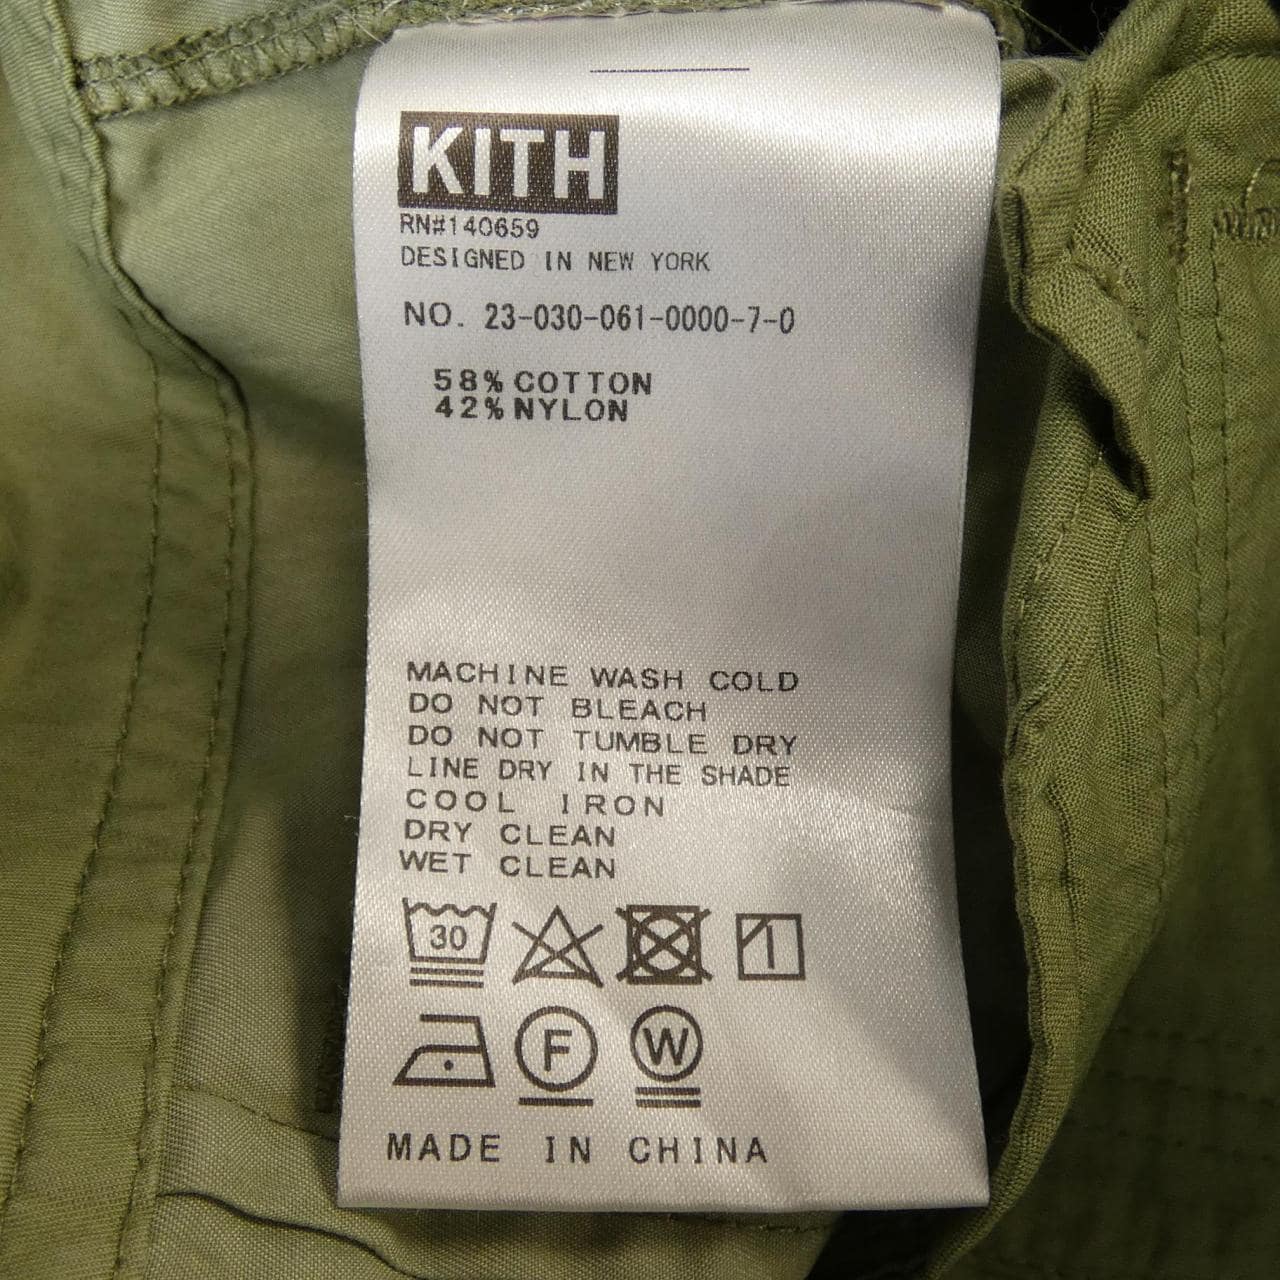 KITH
RN#140659
DESIGNED IN NEW YORK
NO. 23-030-061-0000-7-0
58% COTTON
42% NYLON
MACHINE WASH COLD
DO NOT BLEACH
DO NOT TUMBLE DRY
LINE DRY IN THE SHADE
COOL IRON
DRY CLEAN
WET CLEAN
30
F W
MADE IN CHINA